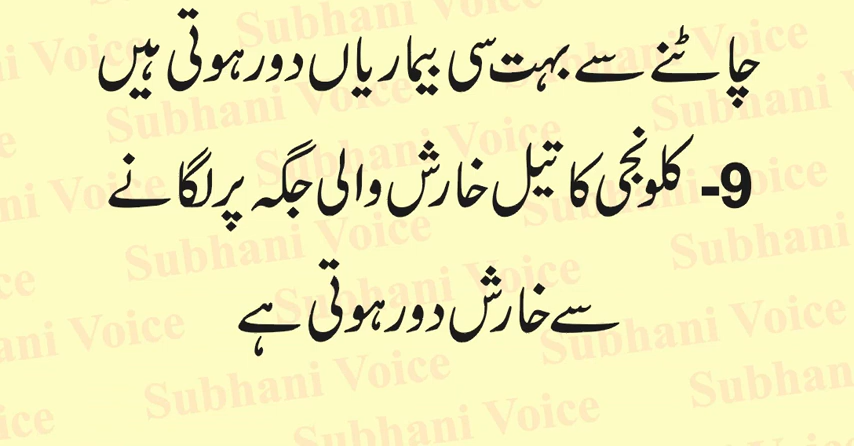 چاٹنے سے بہت سی بیماریاں دور ہوتی ہیں
9- کلونجی کا تیل خارش والی جگہ پر لگانے
سے خارش دور ہوتی ہے
Subhani Voice